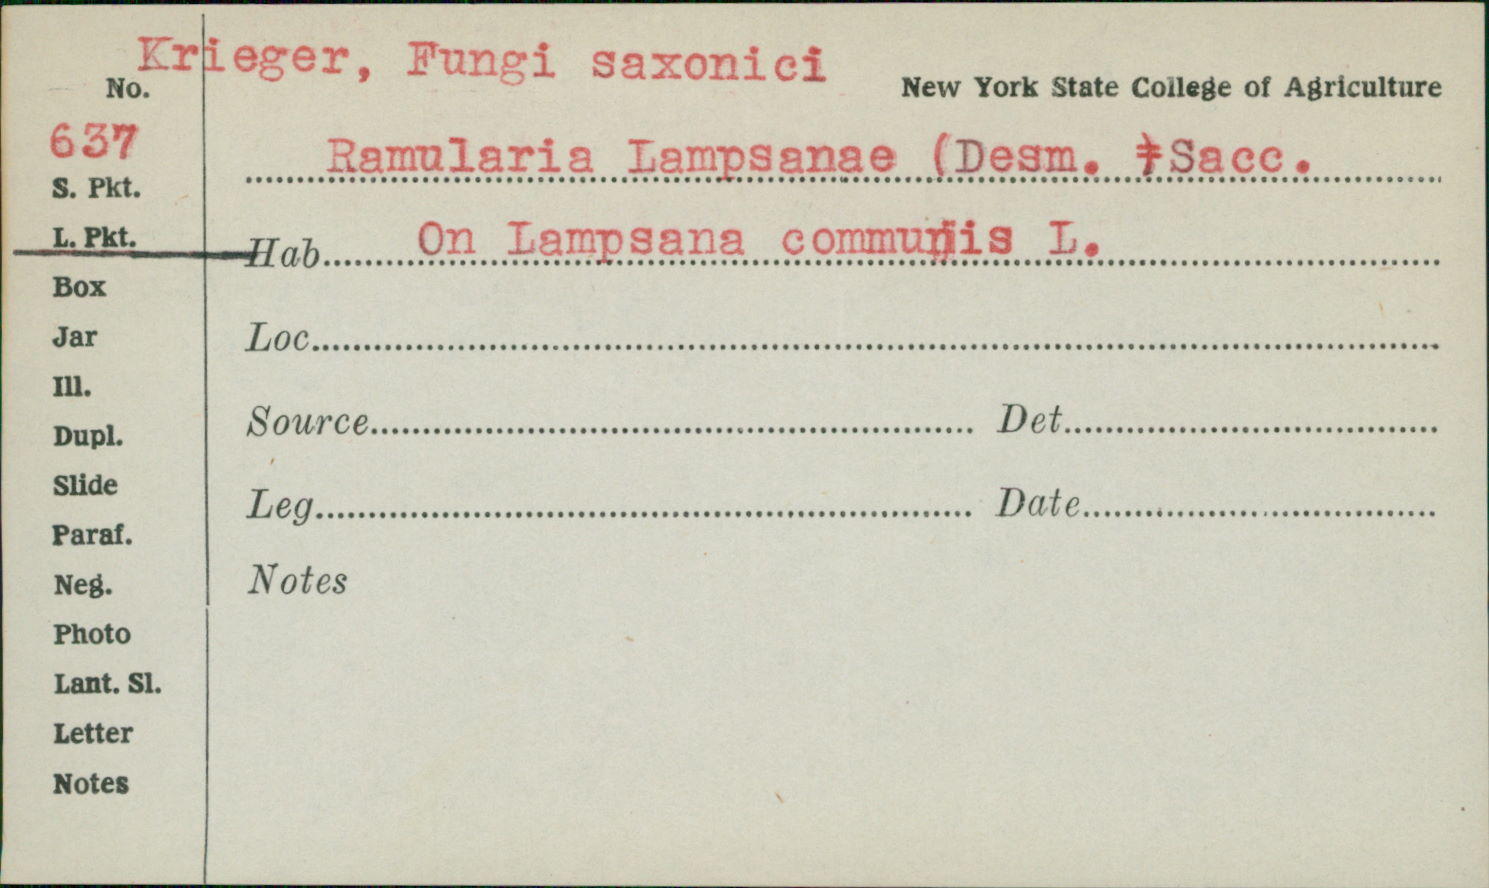 Krieger, Fungi saxonici
No.
New York State College of Agriculture
637
Ramularia Lampsanae (Desm. ) Sacc.
S. Pkt.
L. Pkt.
Hab. On Lampsana communis L.
Box
Jar
Loc.
Ill.
Source Det.
Dupl.
Slide
Leg. Date
Paraf.
Neg.
Notes
Photo
Lant. Sl.
Letter
Notes